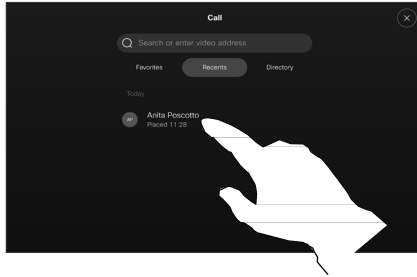 Call
Search or enter video address
Favorites Recents Directory
Today
AP
Anita Poscotto
Placed 11:28